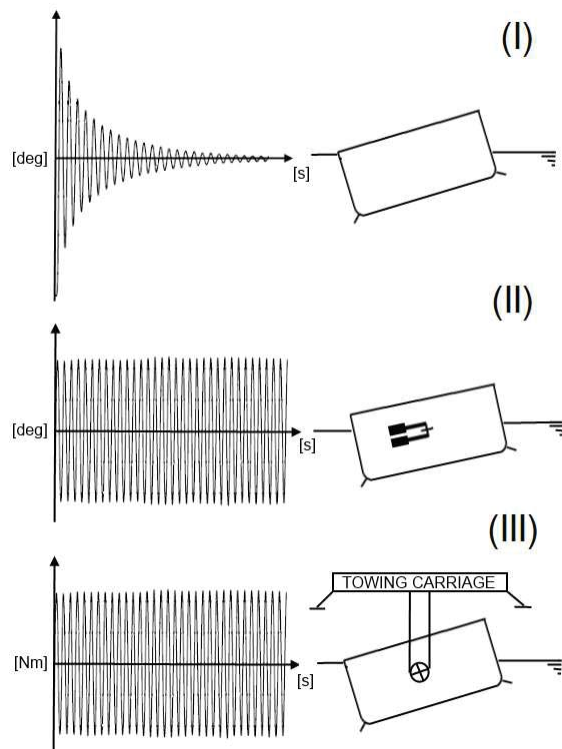 (I)
[deg]
[s]
(II)
[deg]
[s]
(III)
TOWING CARRIAGE
[Nm]
[s]